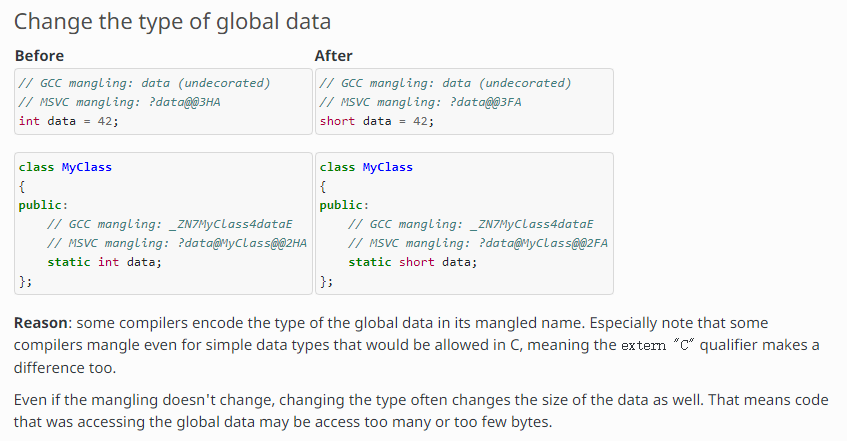 Change the type of global data
Before After
// GCC mangling: data (undecorated) // GCC mangling: data (undecorated)
// MSVC mangling: ?data@@3HA // MSVC mangling: ?data@@3FA
int data = 42; short data = 42;
class MyClass class MyClass
{ {
public: public:
// GCC mangling: _ZN7MyClass4dataE // GCC mangling: _ZN7MyClass4dataE
// MSVC mangling: ?data@MyClass@@2HA // MSVC mangling: ?data@MyClass@@2FA
static int data; static short data;
}; };
Reason: some compilers encode the type of the global data in its mangled name. Especially note that some
compilers mangle even for simple data types that would be allowed in C, meaning the extern "C" qualifier makes a
difference too.
Even if the mangling doesn't change, changing the type often changes the size of the data as well. That means code
that was accessing the global data may be access too many or too few bytes.